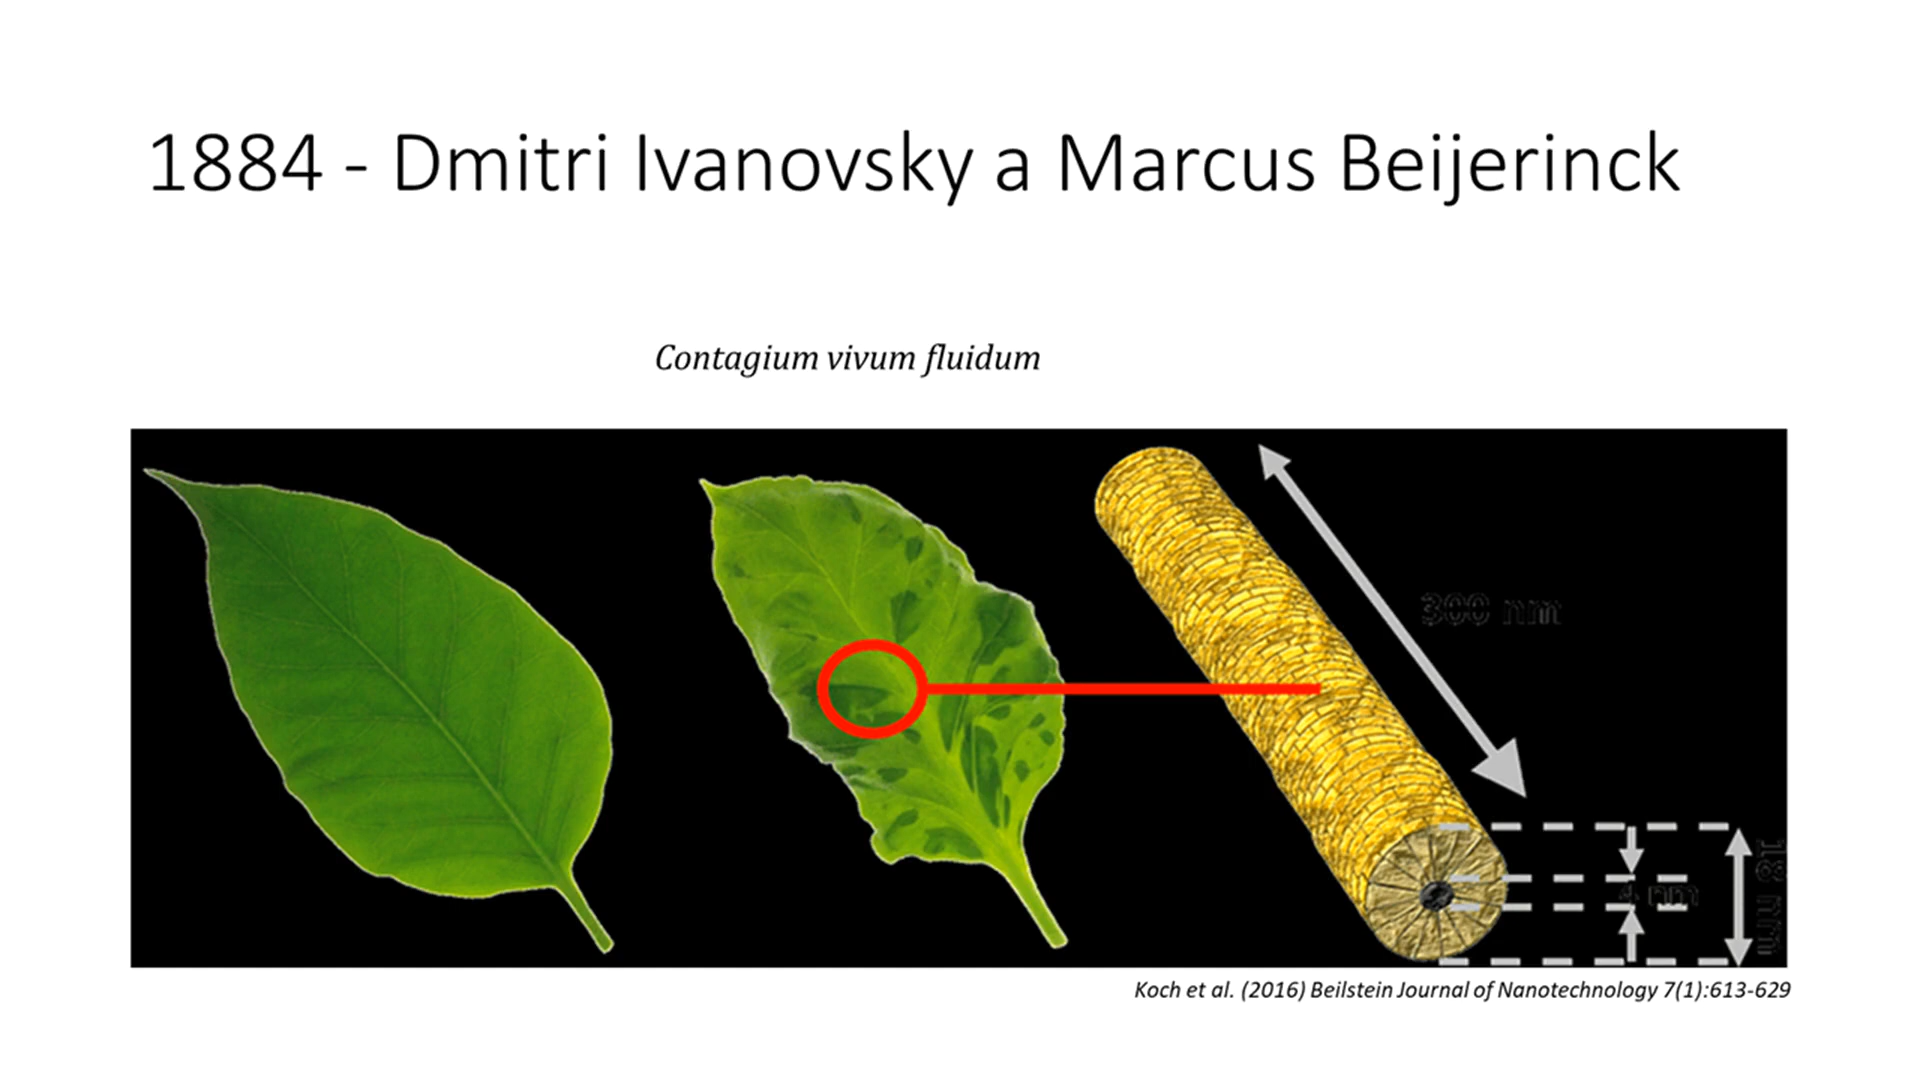 1884 - Dmitri Ivanovsky a Marcus Beijerinck
Contagium vivum fluidum
300 nm
4 nm
18 nm
Koch et al. (2016) Beilstein Journal of Nanotechnology 7(1):613-629